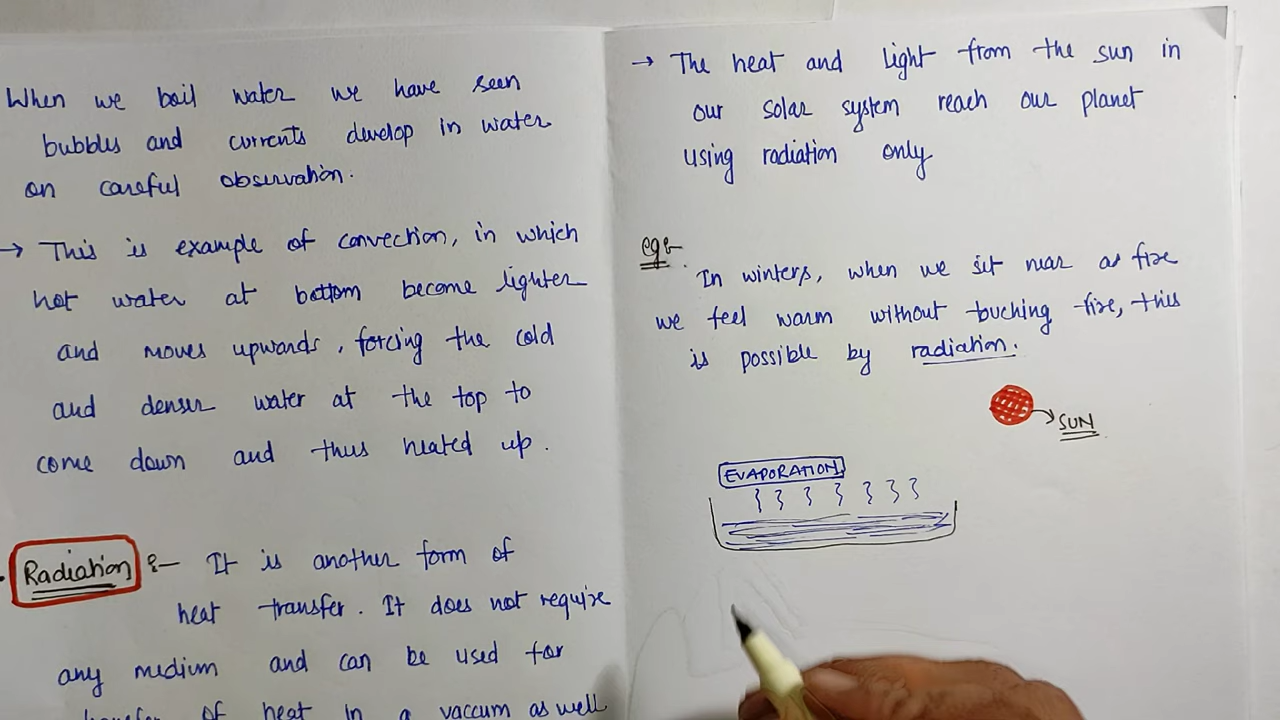 When we boil water we have seen
bubbles and currents develop in water
on careful observation.
→ This is example of convection, in which
hot water at bottom become lighter
and moves upwards, forcing the cold
and denser water at the top to
come down and thus heated up.
Radiation :- It is another form of
heat transfer. It does not require
any medium and can be used for
transfer of heat in a vaccum as well
→ The heat and light from the sun in
our solar system reach our planet
using radiation only
eg:-
In winters, when we sit near a fire
we feel warm without touching fire, this
is possible by radiation.
SUN
EVAPORATION